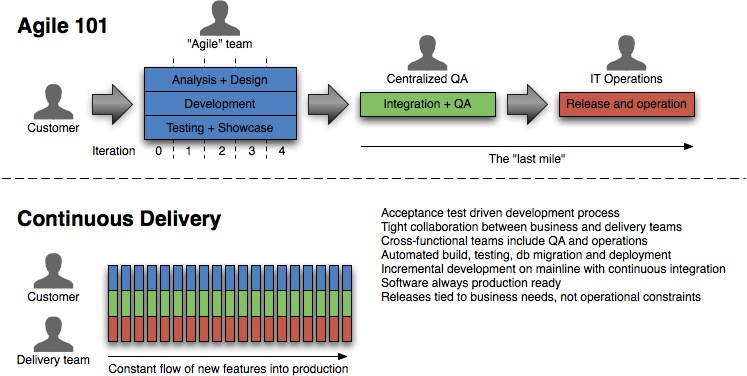 Agile 101
"Agile" team
Customer
Analysis + Design
Development
Testing + Showcase
Iteration 0 1 2 3 4
Centralized QA
Integration + QA
IT Operations
Release and operation
The "last mile"
Continuous Delivery
Customer
Delivery team
Constant flow of new features into production
Acceptance test driven development process
Tight collaboration between business and delivery teams
Cross-functional teams include QA and operations
Automated build, testing, db migration and deployment
Incremental development on mainline with continuous integration
Software always production ready
Releases tied to business needs, not operational constraints